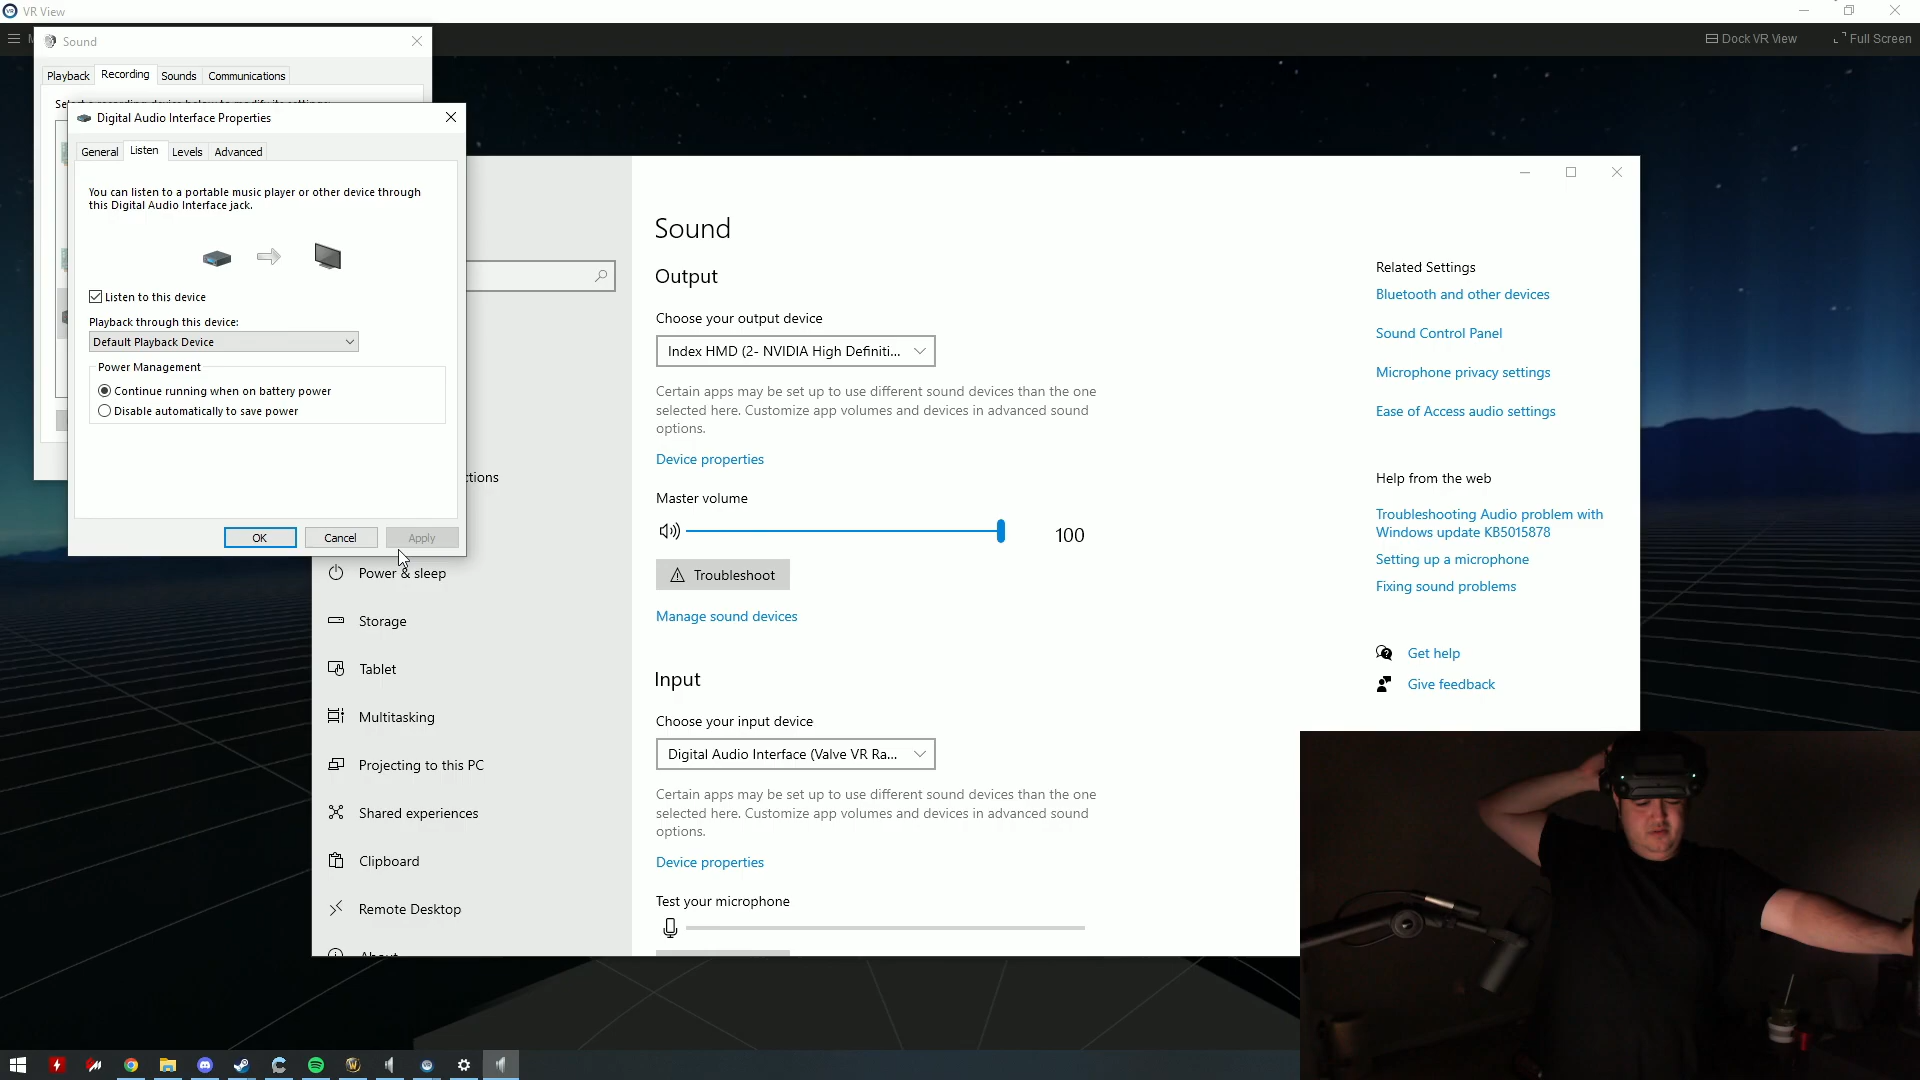 VR View
Dock VR View
Full Screen
Sound
Playback
Recording
Sounds
Communications
Digital Audio Interface Properties
General
Listen
Levels
Advanced
You can listen to a portable music player or other device through
this Digital Audio Interface jack.
Listen to this device
Playback through this device:
Default Playback Device
Power Management
Continue running when on battery power
Disable automatically to save power
OK
Cancel
Apply
ctions
Power & sleep
Storage
Tablet
Multitasking
Projecting to this PC
Shared experiences
Clipboard
Remote Desktop
About
Sound
Output
Choose your output device
Index HMD (2- NVIDIA High Definiti...
Certain apps may be set up to use different sound devices than the one
selected here. Customize app volumes and devices in advanced sound
options.
Device properties
Master volume
100
Troubleshoot
Manage sound devices
Input
Choose your input device
Digital Audio Interface (Valve VR Ra...
Certain apps may be set up to use different sound devices than the one
selected here. Customize app volumes and devices in advanced sound
options.
Device properties
Test your microphone
Related Settings
Bluetooth and other devices
Sound Control Panel
Microphone privacy settings
Ease of Access audio settings
Help from the web
Troubleshooting Audio problem with
Windows update KB5015878
Setting up a microphone
Fixing sound problems
Get help
Give feedback